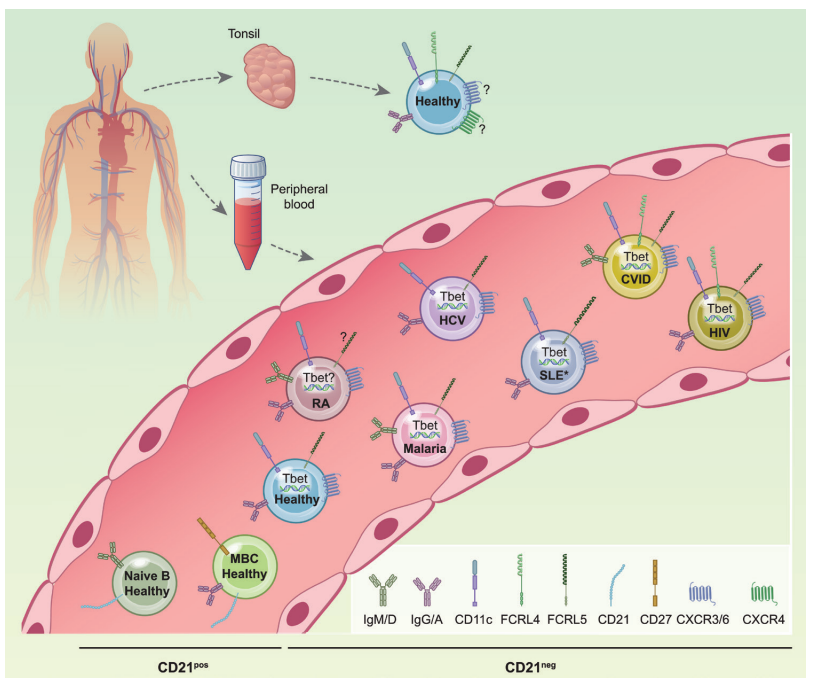 Tonsil
Healthy
?
?
Peripheral
blood
Tbet
CVID
Tbet
HCV
Tbet
HIV
?
Tbet?
RA
Tbet
SLE*
Tbet
Malaria
Tbet
Healthy
MBC
Healthy
Naive B
Healthy
IgM/D IgG/A CD11c FCRL4 FCRL5 CD21 CD27 CXCR3/6 CXCR4
CD21pos CD21neg